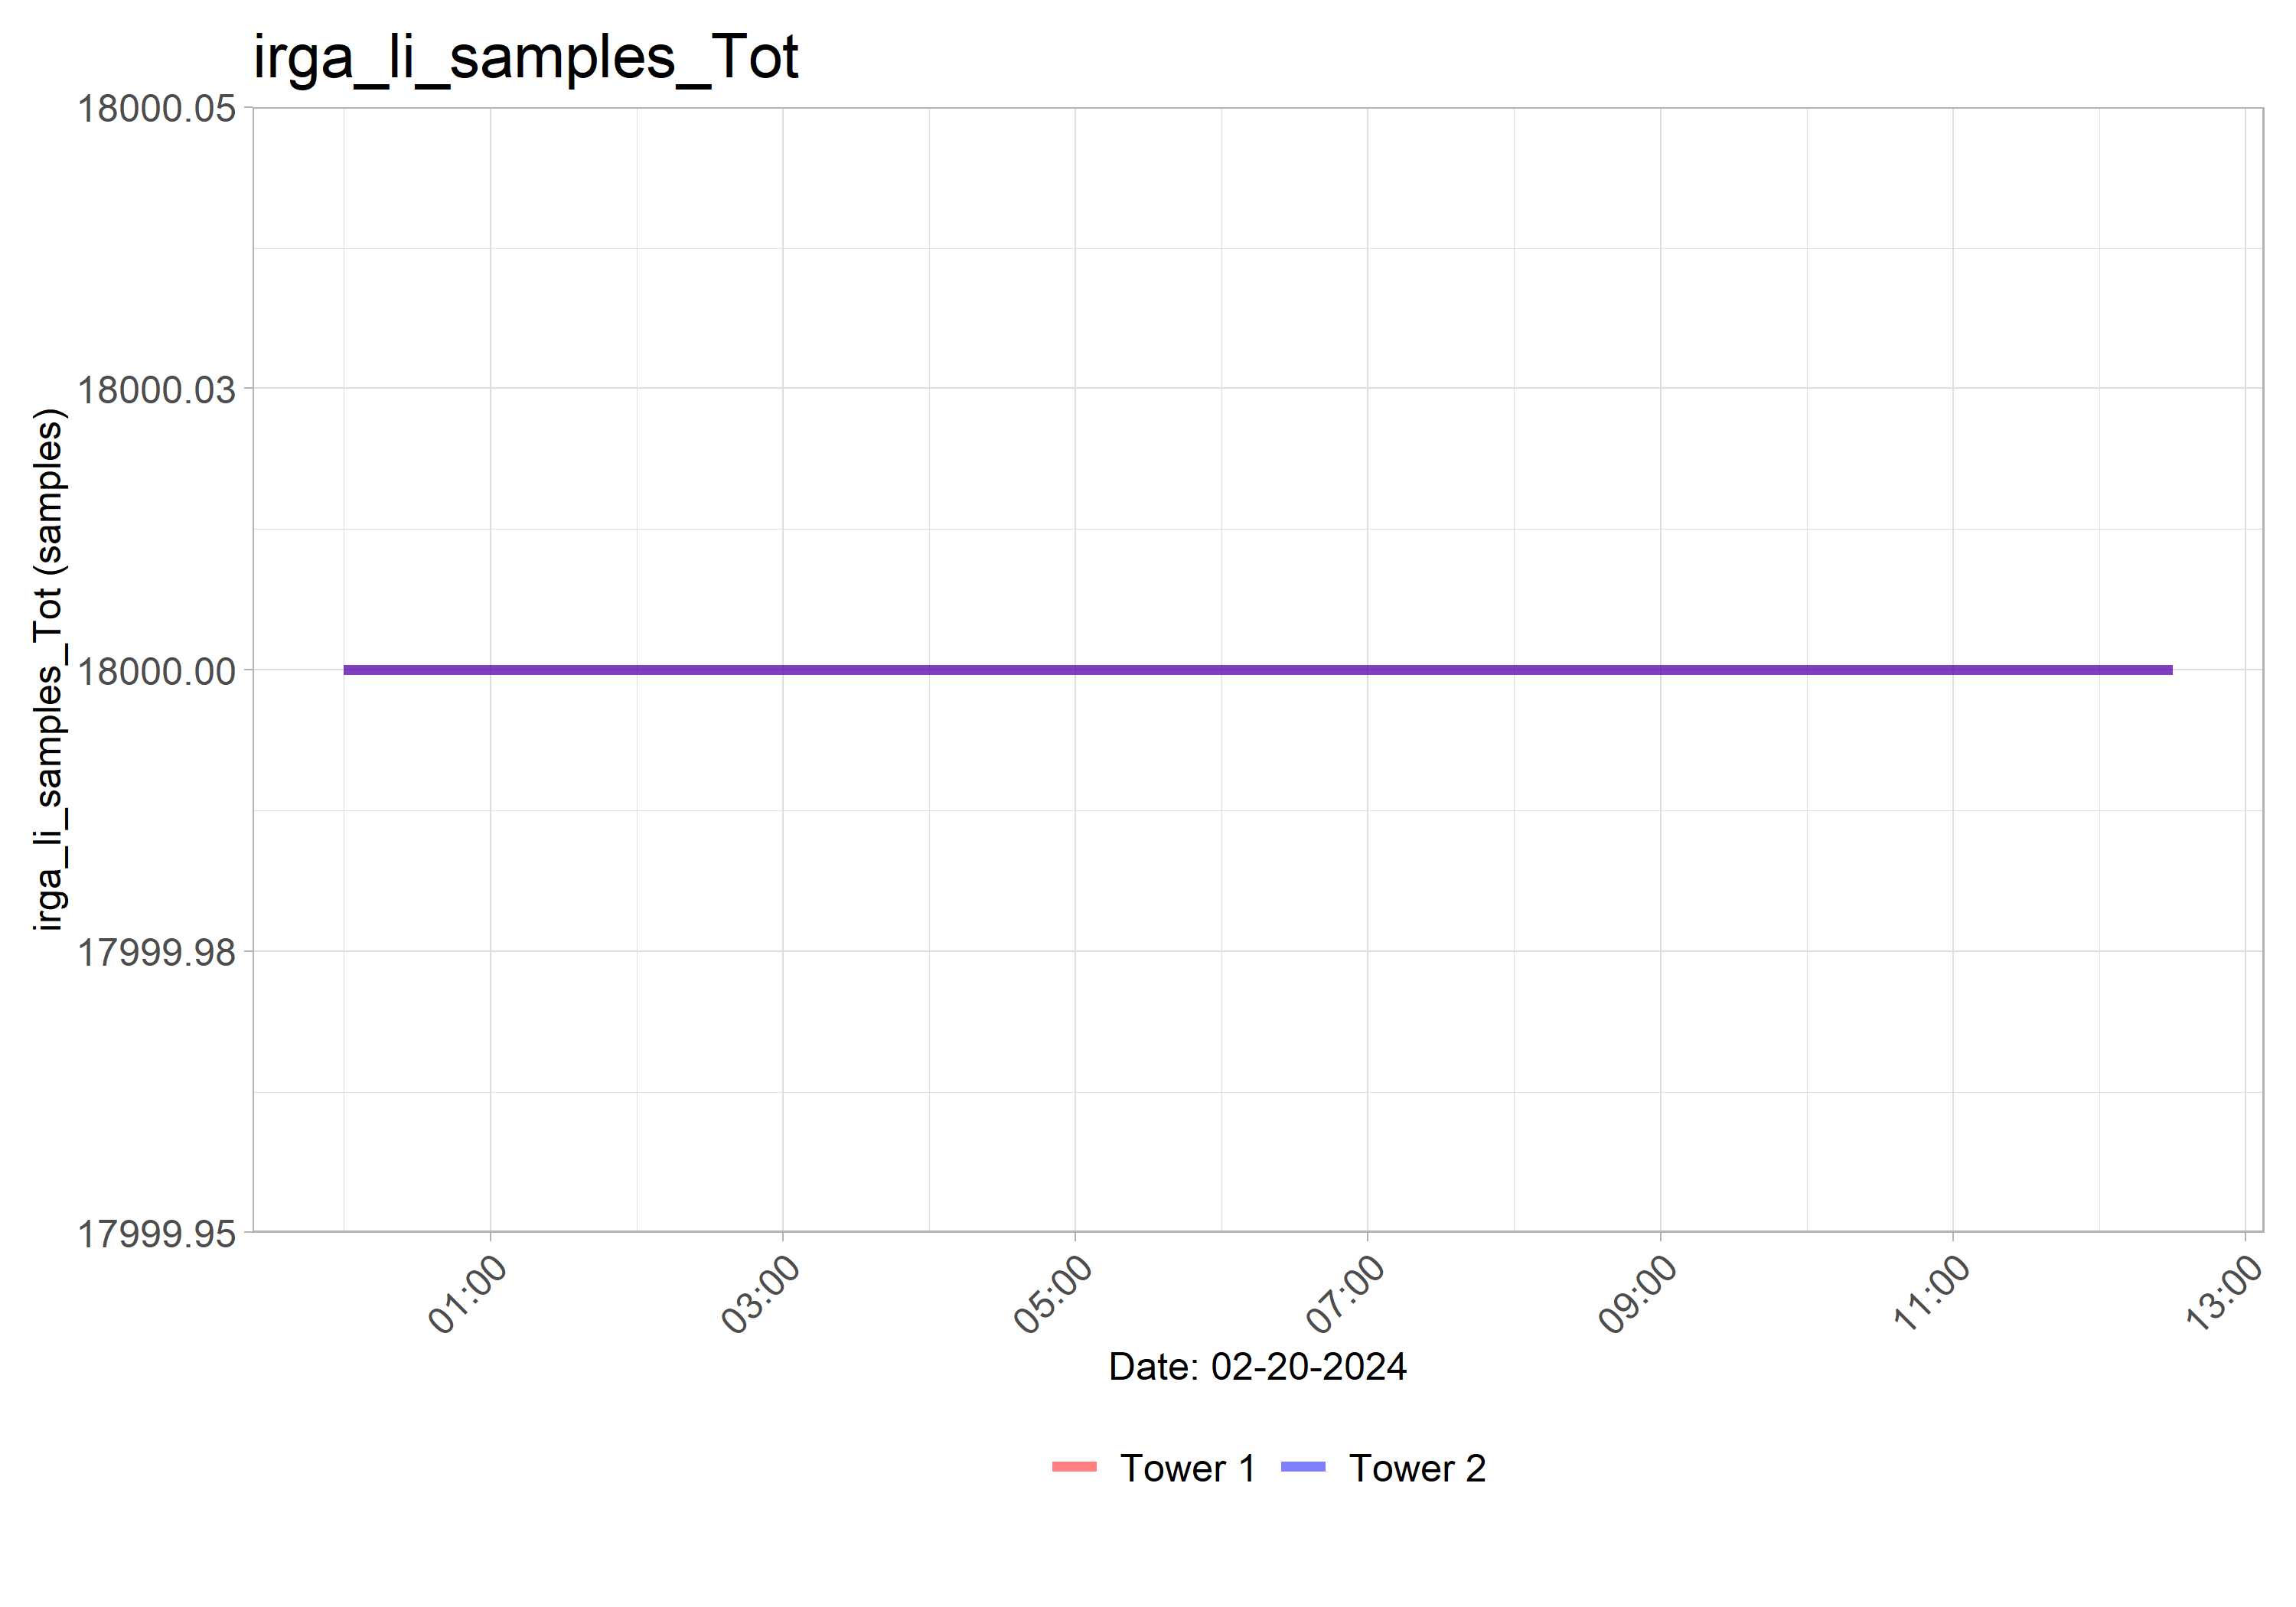 irga_li_samples_Tot
18000.05
18000.03
18000.00
17999.98
17999.95
irga_li_samples_Tot (samples)
01:00
03:00
05:00
07:00
09:00
11:00
13:00
Date: 02-20-2024
Tower 1
Tower 2